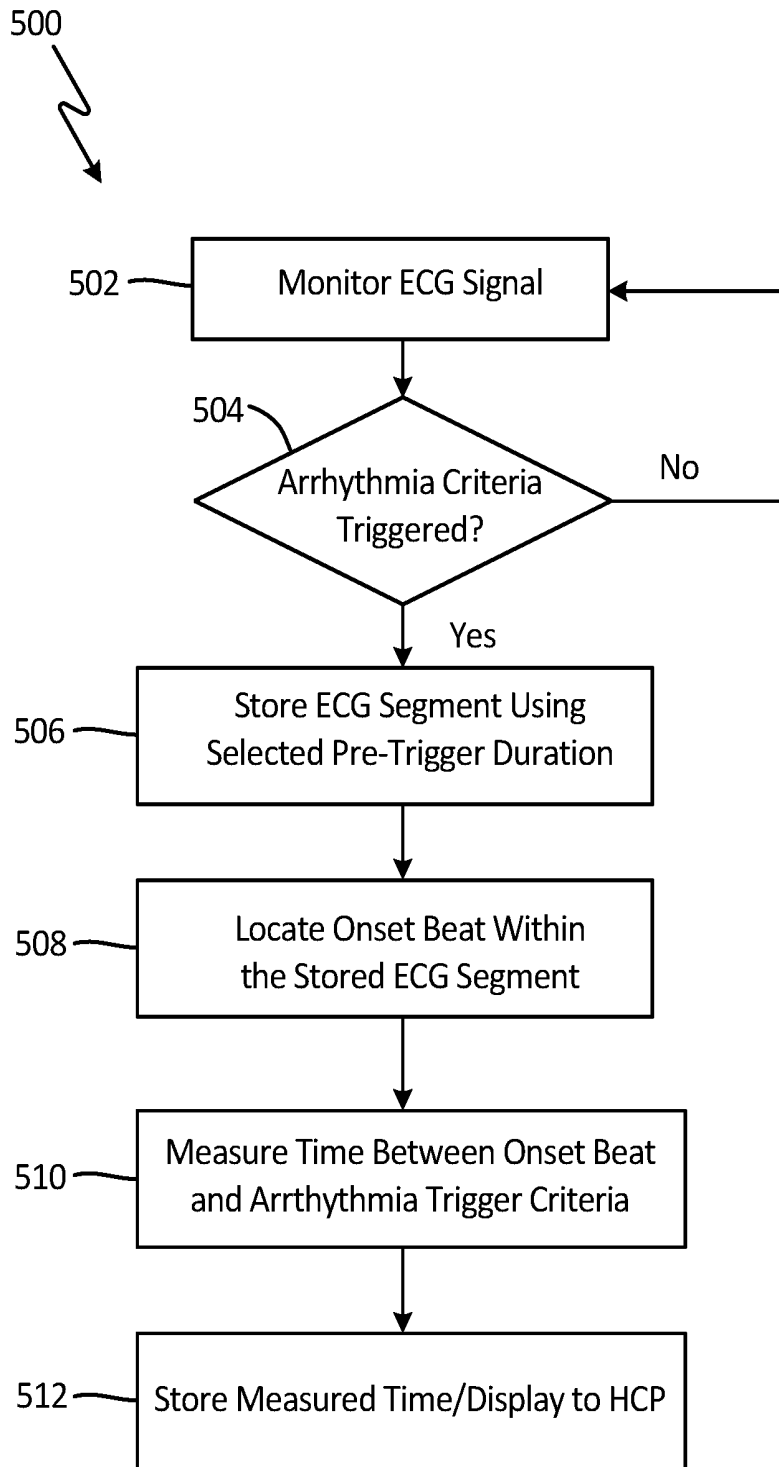 500
502
Monitor ECG Signal
504
Arrhythmia Criteria
Triggered?
No
Yes
506
Store ECG Segment Using
Selected Pre-Trigger Duration
508
Locate Onset Beat Within
the Stored ECG Segment
510
Measure Time Between Onset Beat
and Arrthythmia Trigger Criteria
512
Store Measured Time/Display to HCP